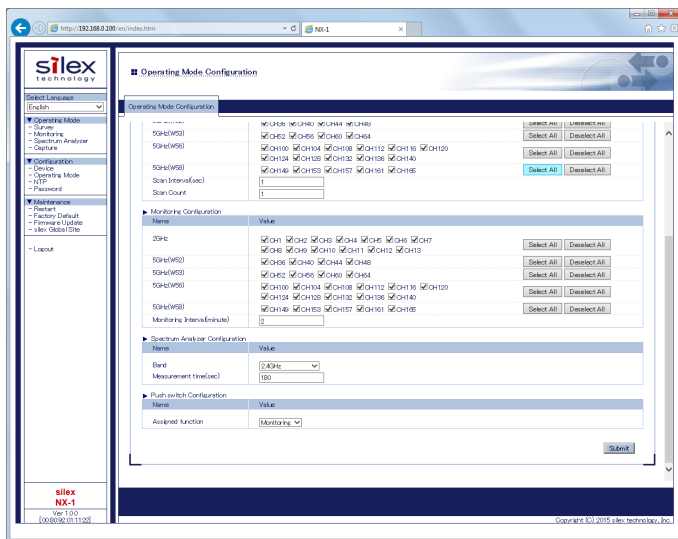 http://192.168.0.100/en/index.htm
NX-1
silex
technology
Operating Mode Configuration
Select Language
English
Operating Mode Configuration
▼ Operating Mode
- Survey
- Monitoring
- Spectrum Analyzer
- Capture
▼ Configuration
- Device
- Operating Mode
- NTP
- Password
▼ Maintenance
- Restart
- Factory Default
- Firmware Update
- silex Global Site
- Logout
CH36 CH40 CH44 CH48 Select All Deselect All
5GHz(W53) CH52 CH56 CH60 CH64 Select All Deselect All
5GHz(W56) CH100 CH104 CH108 CH112 CH116 CH120
CH124 CH128 CH132 CH136 CH140 Select All Deselect All
5GHz(W58) CH149 CH153 CH157 CH161 CH165 Select All Deselect All
Scan Interval(sec) 1
Scan Count 1
▶ Monitoring Configuration
Name Value
2GHz CH1 CH2 CH3 CH4 CH5 CH6 CH7
CH8 CH9 CH10 CH11 CH12 CH13 Select All Deselect All
5GHz(W52) CH36 CH40 CH44 CH48 Select All Deselect All
5GHz(W53) CH52 CH56 CH60 CH64 Select All Deselect All
5GHz(W56) CH100 CH104 CH108 CH112 CH116 CH120
CH124 CH128 CH132 CH136 CH140 Select All Deselect All
5GHz(W58) CH149 CH153 CH157 CH161 CH165 Select All Deselect All
Monitoring Interval(minute) 2
▶ Spectrum Analyzer Configuration
Name Value
Band 2.4GHz
Measurement time(sec) 180
▶ Push switch Configuration
Name Value
Assigned function Monitoring
Submit
silex
NX-1
Ver 1.0.0
[00:80:92:01:11:22]
Copyright (C) 2015 silex technology, Inc.